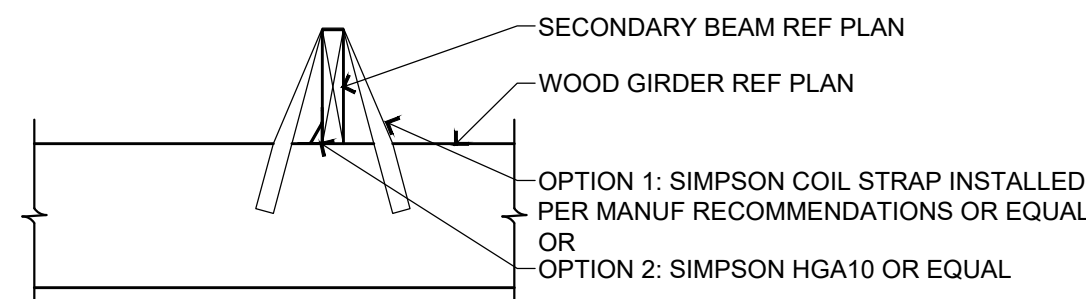 SECONDARY BEAM REF PLAN
WOOD GIRDER REF PLAN
OPTION 1: SIMPSON COIL STRAP INSTALLED
PER MANUF RECOMMENDATIONS OR EQUAL
OR
OPTION 2: SIMPSON HGA10 OR EQUAL